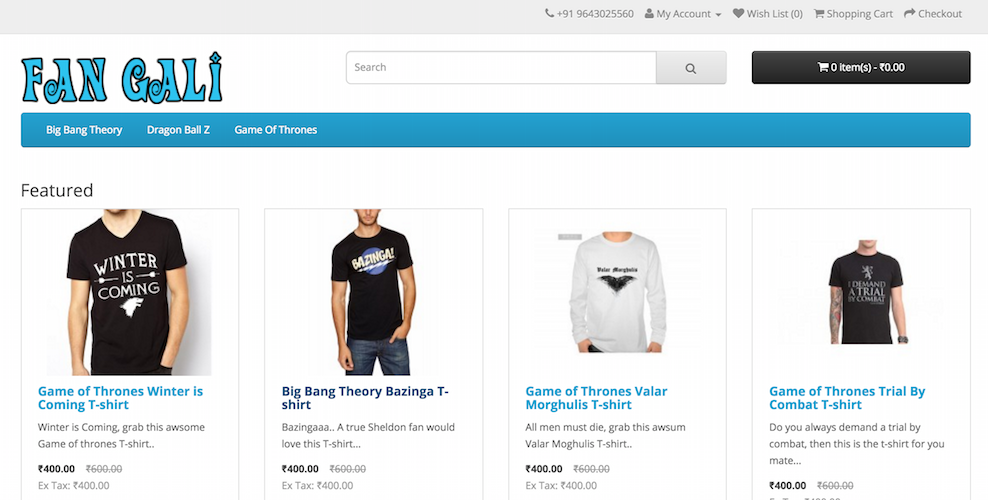 +91 9643025560 My Account Wish List (0) Shopping Cart Checkout
FAN GALI
Search
0 item(s) - ₹0.00
Big Bang Theory Dragon Ball Z Game Of Thrones
Featured
WINTER
IS
COMING
BAZINGA!
Valar Morghulis
I DEMAND
A TRIAL
BY COMBAT
Game of Thrones Winter is
Coming T-shirt
Winter is Coming, grab this awsome
Game of thrones T-shirt..
₹400.00 ₹600.00
Ex Tax: ₹400.00
Big Bang Theory Bazinga T-
shirt
Bazingaaa.. A true Sheldon fan would
love this T-shirt...
₹400.00 ₹600.00
Ex Tax: ₹400.00
Game of Thrones Valar
Morghulis T-shirt
All men must die, grab this awsum
Valar Moghulis T-shirt..
₹400.00 ₹600.00
Ex Tax: ₹400.00
Game of Thrones Trial By
Combat T-shirt
Do you always demand a trial by
combat, then this is the t-shirt for you
mate...
₹400.00 ₹600.00
Ex Tax: ₹400.00